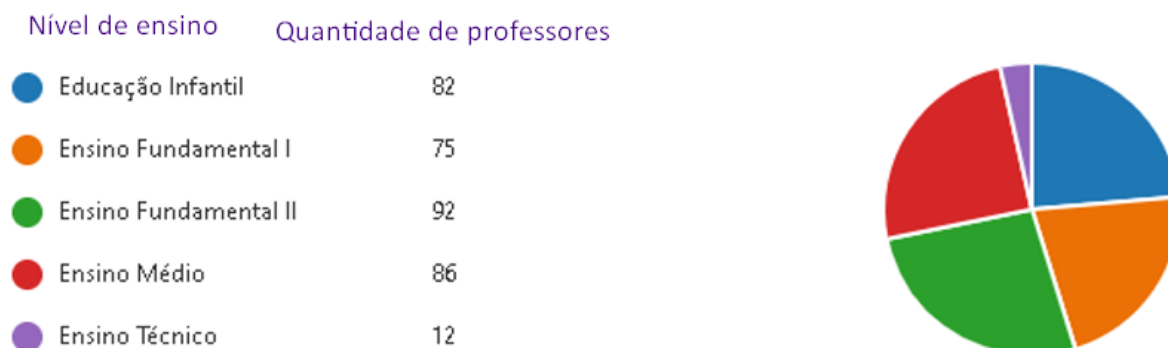 Nível de ensino Quantidade de professores
Educação Infantil 82
Ensino Fundamental I 75
Ensino Fundamental II 92
Ensino Médio 86
Ensino Técnico 12